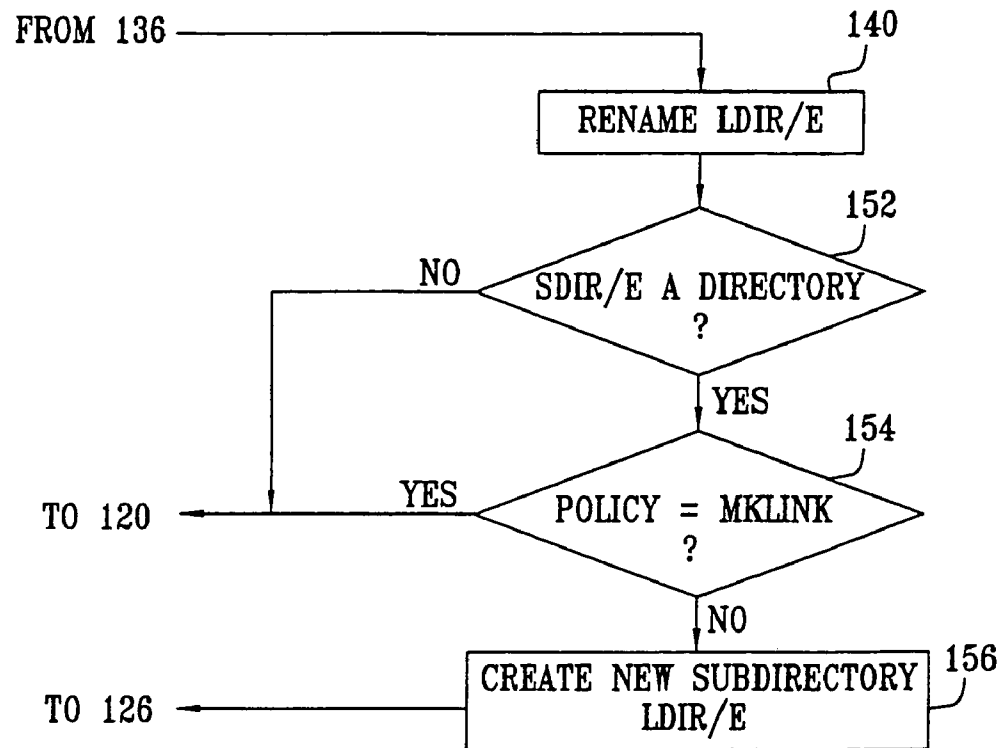 FROM 136
140
RENAME LDIR/E
152
NO
SDIR/E A DIRECTORY
?
YES
154
TO 120
YES
POLICY = MKLINK
?
NO
156
CREATE NEW SUBDIRECTORY
LDIR/E
TO 126